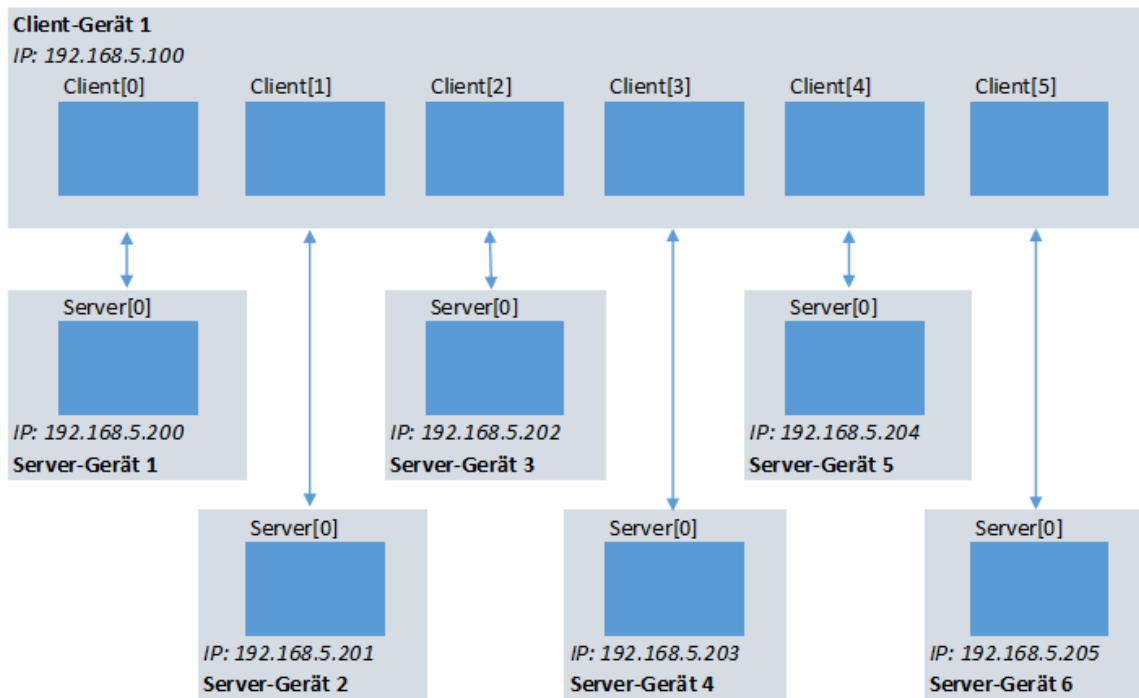 Client-Gerät 1
IP: 192.168.5.100
Client[0]
Client[1]
Client[2]
Client[3]
Client[4]
Client[5]
Server[0]
IP: 192.168.5.200
Server-Gerät 1
Server[0]
IP: 192.168.5.202
Server-Gerät 3
Server[0]
IP: 192.168.5.204
Server-Gerät 5
Server[0]
IP: 192.168.5.201
Server-Gerät 2
Server[0]
IP: 192.168.5.203
Server-Gerät 4
Server[0]
IP: 192.168.5.205
Server-Gerät 6